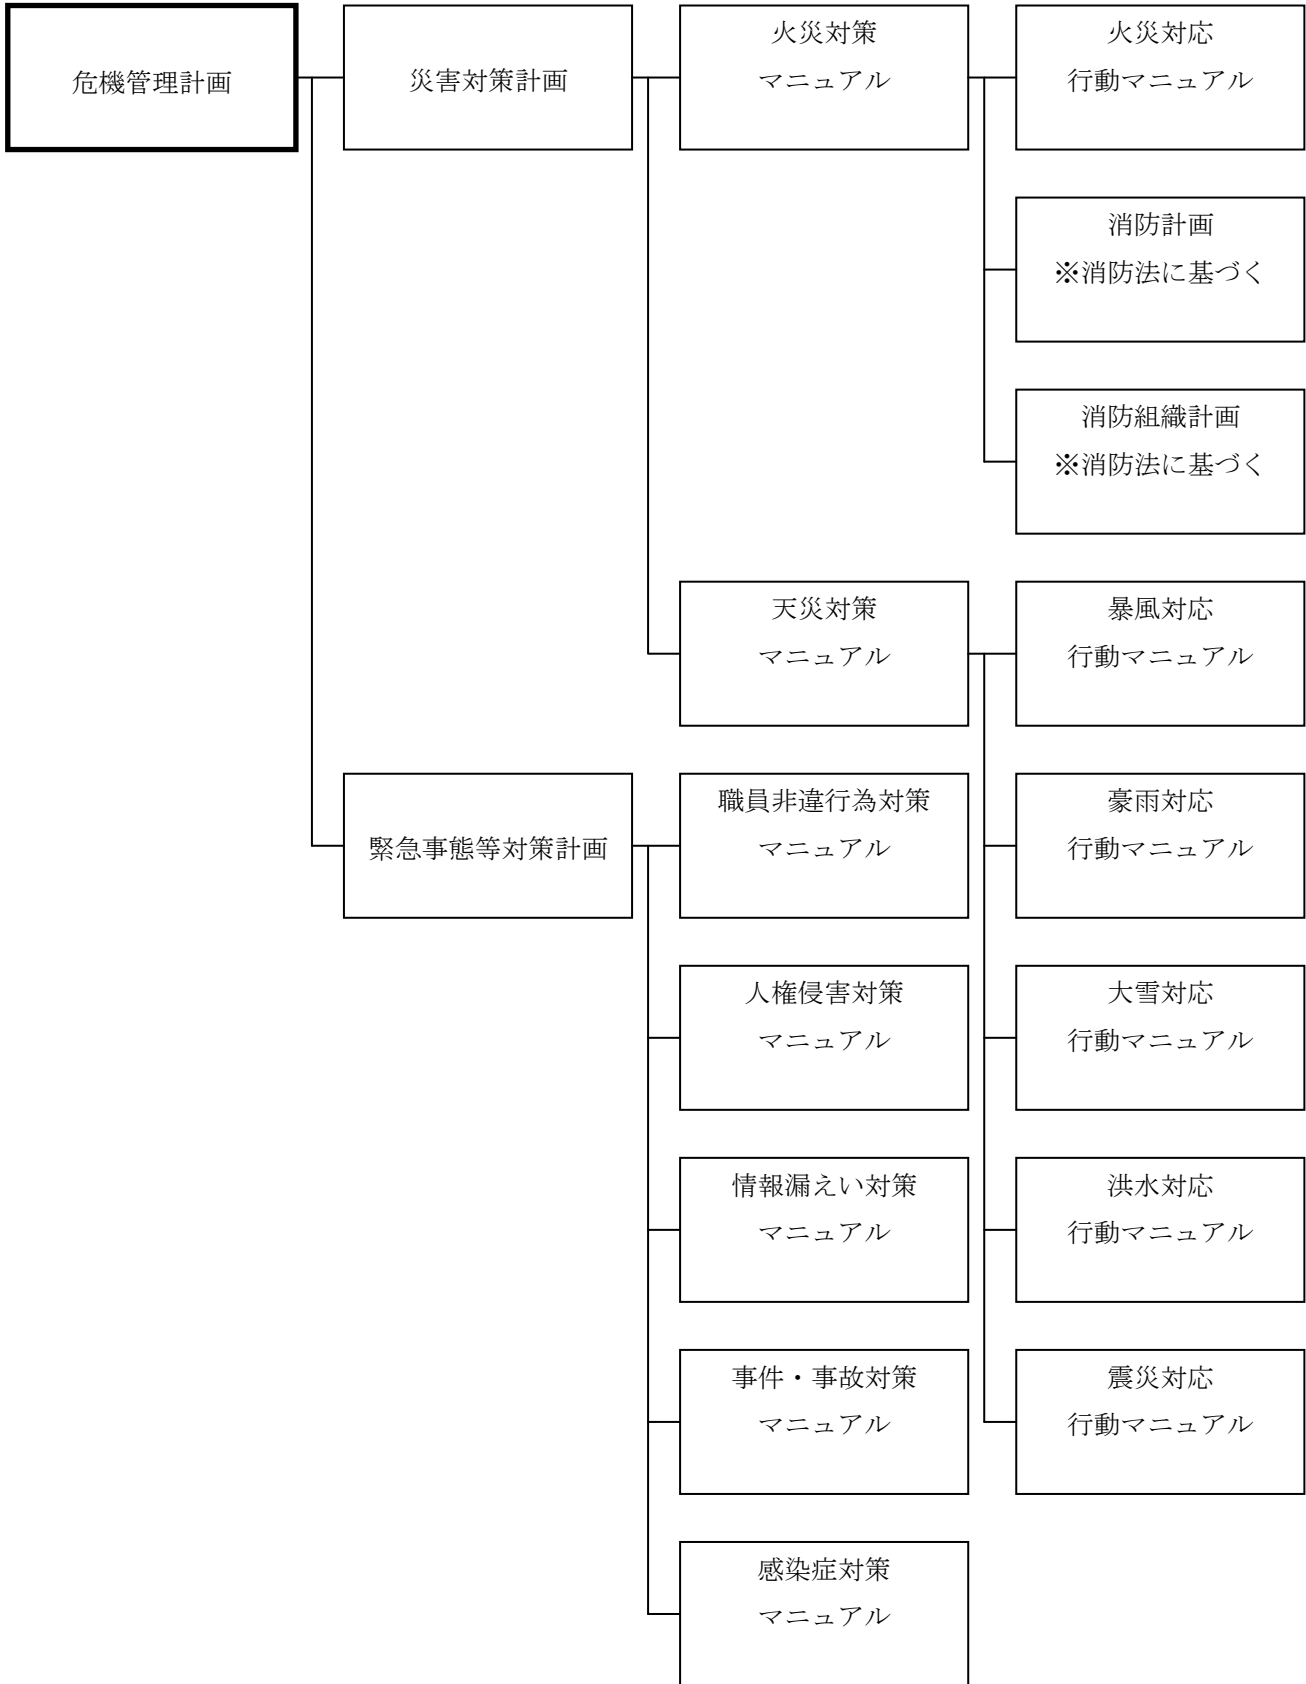 危機管理計画
災害対策計画
火災対策
マニュアル
火災対応
行動マニュアル
消防計画
※消防法に基づく
消防組織計画
※消防法に基づく
天災対策
マニュアル
暴風対応
行動マニュアル
緊急事態等対策計画
職員非違行為対策
マニュアル
豪雨対応
行動マニュアル
人権侵害対策
マニュアル
大雪対応
行動マニュアル
情報漏えい対策
マニュアル
洪水対応
行動マニュアル
事件・事故対策
マニュアル
震災対応
行動マニュアル
感染症対策
マニュアル